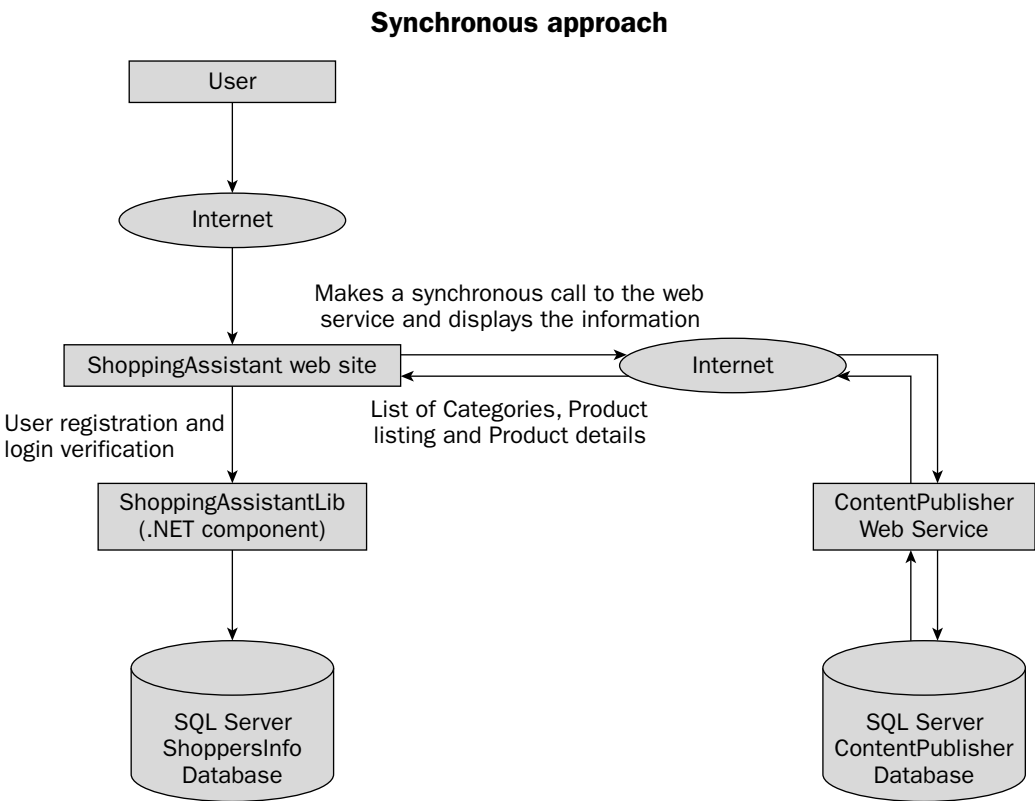 Synchronous approach
User
Internet
Makes a synchronous call to the web
service and displays the information
ShoppingAssistant web site
Internet
List of Categories, Product
listing and Product details
User registration and
login verification
ShoppingAssistantLib
(.NET component)
ContentPublisher
Web Service
SQL Server
ShoppersInfo
Database
SQL Server
ContentPublisher
Database